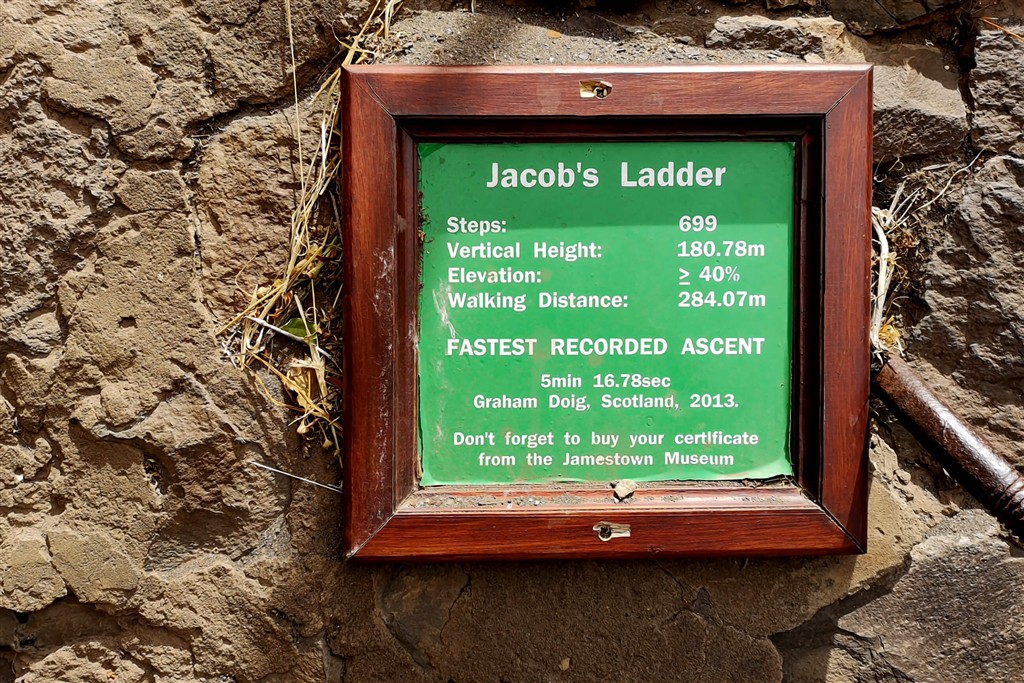 Jacob's Ladder
Steps: 699
Vertical Height: 180.78m
Elevation: ≥ 40%
Walking Distance: 284.07m
FASTEST RECORDED ASCENT
5min 16.78sec
Graham Doig, Scotland, 2013.
Don't forget to buy your certificate
from the Jamestown Museum